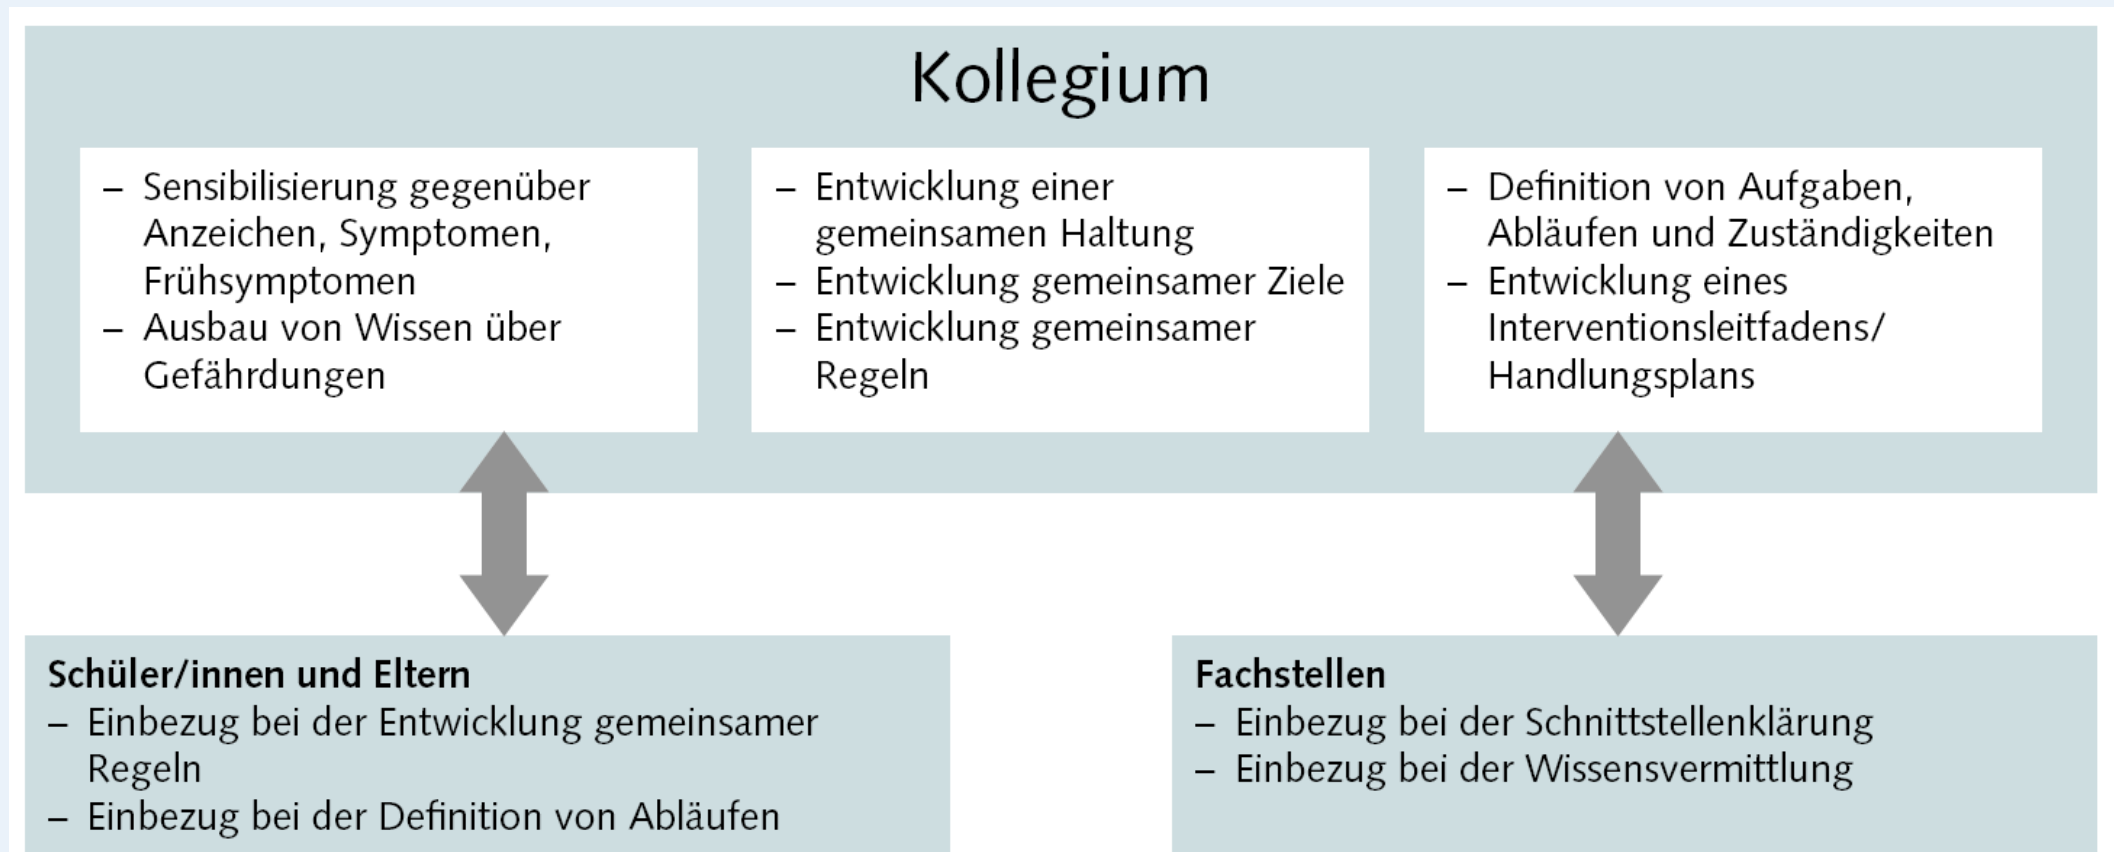 Kollegium
– Sensibilisierung gegenüber
Anzeichen, Symptomen,
Frühsymptomen
– Ausbau von Wissen über
Gefährdungen
– Entwicklung einer
gemeinsamen Haltung
– Entwicklung gemeinsamer Ziele
– Entwicklung gemeinsamer
Regeln
– Definition von Aufgaben,
Abläufen und Zuständigkeiten
– Entwicklung eines
Interventionsleitfadens/
Handlungsplans
Schüler/innen und Eltern
– Einbezug bei der Entwicklung gemeinsamer
Regeln
– Einbezug bei der Definition von Abläufen
Fachstellen
– Einbezug bei der Schnittstellenklärung
– Einbezug bei der Wissensvermittlung